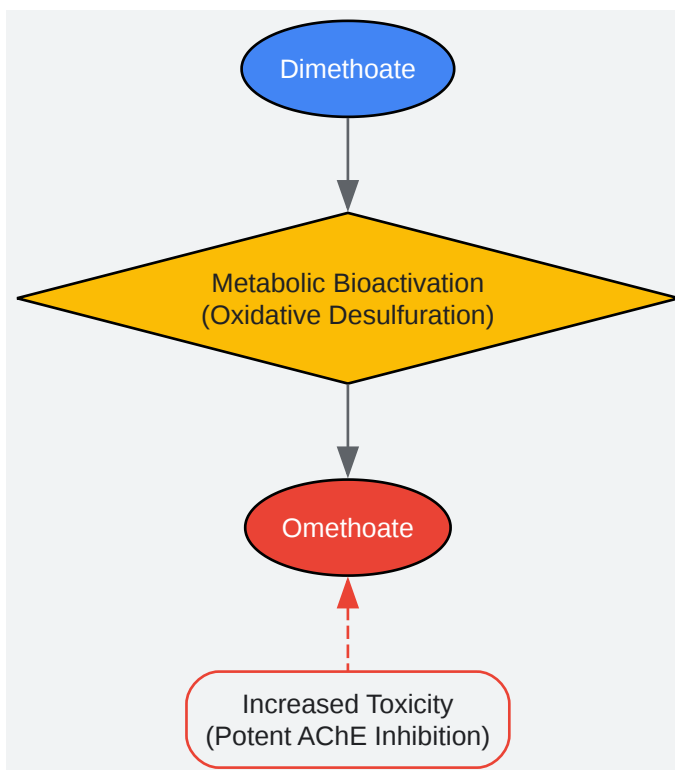 Dimethoate
Metabolic Bioactivation
(Oxidative Desulfuration)
Omethoate
Increased Toxicity
(Potent AChE Inhibition)